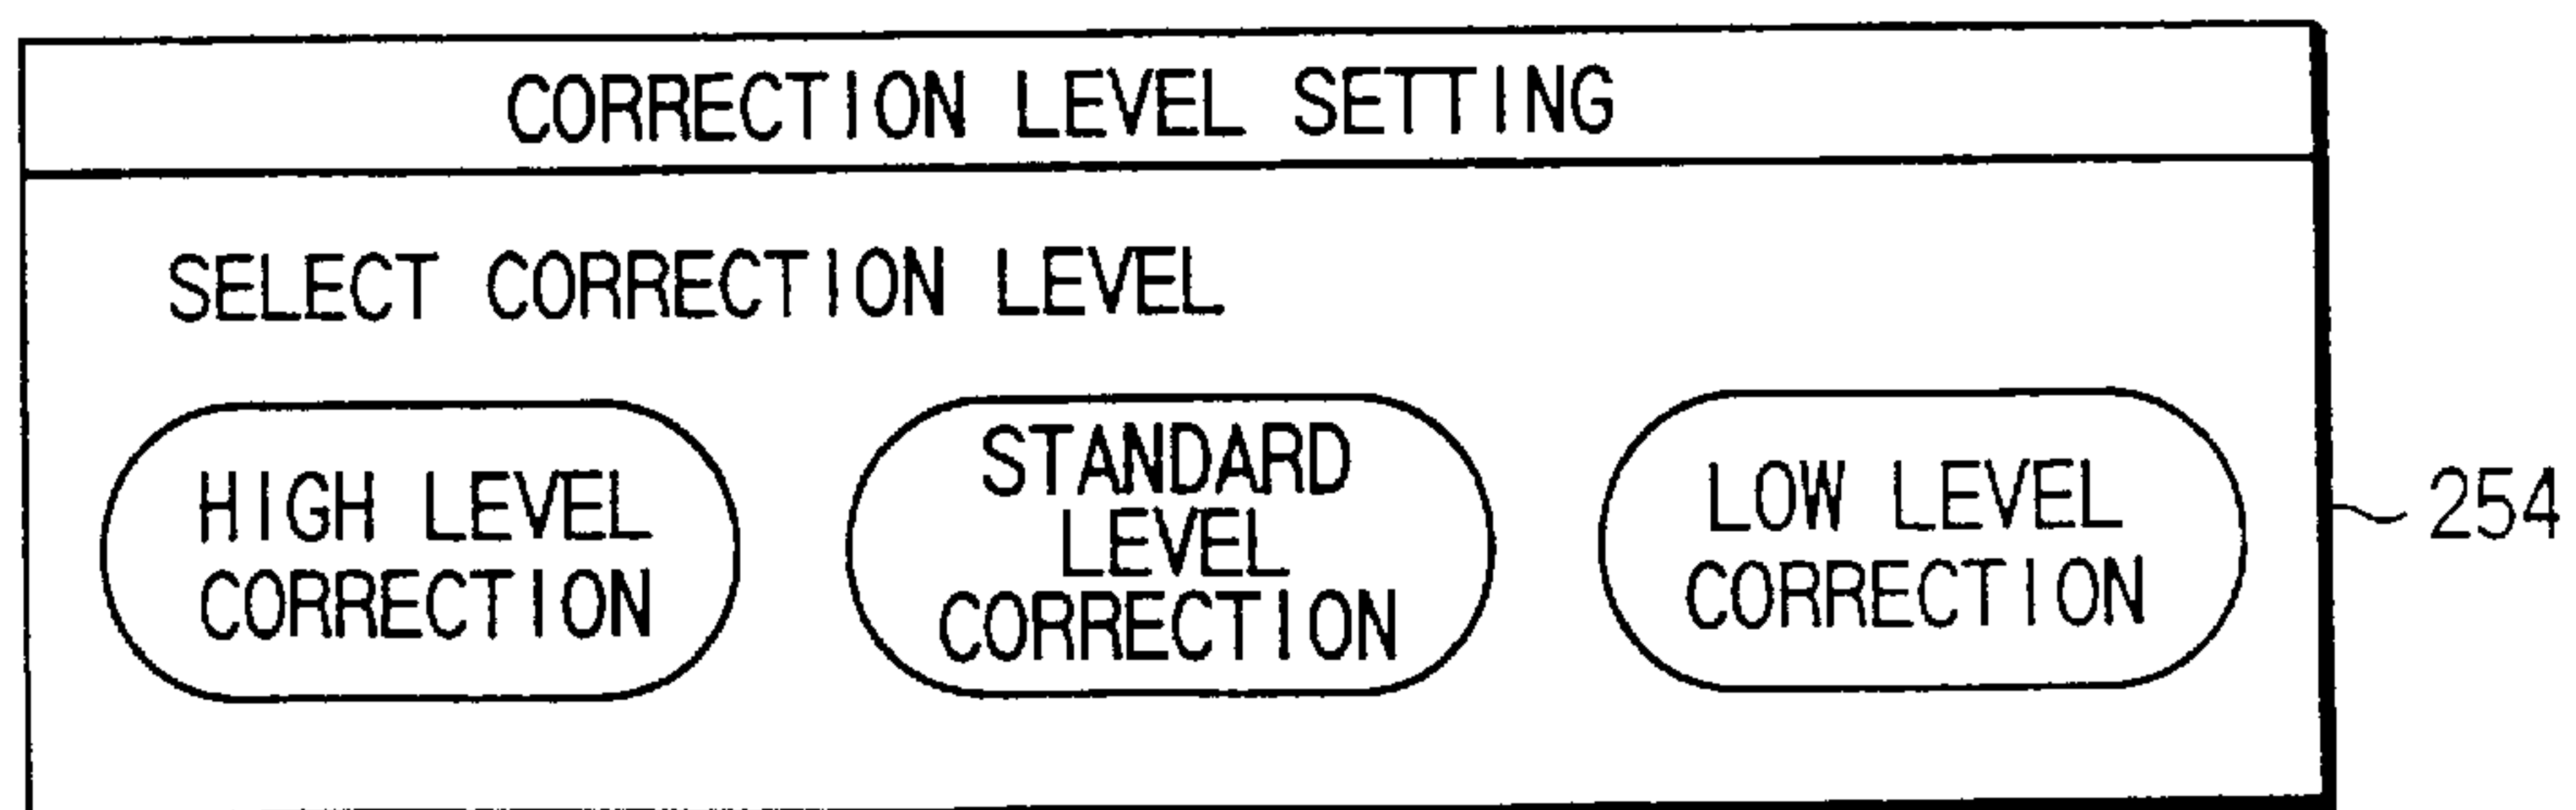 CORRECTION LEVEL SETTING
SELECT CORRECTION LEVEL
HIGH LEVEL
CORRECTION
STANDARD
LEVEL
CORRECTION
LOW LEVEL
CORRECTION
254